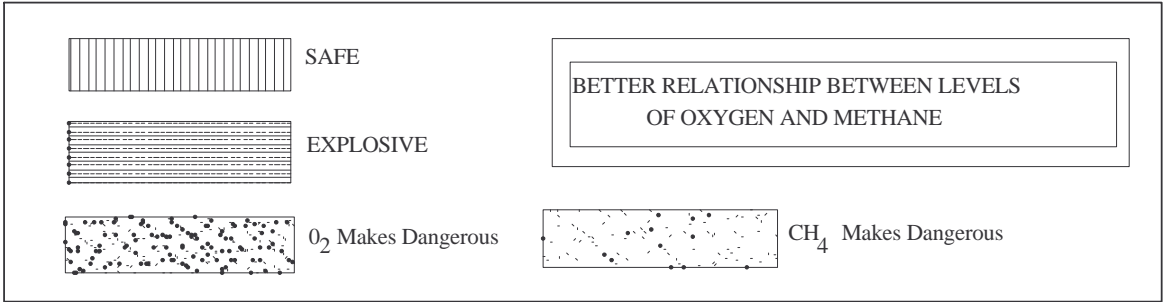 SAFE
BETTER RELATIONSHIP BETWEEN LEVELS
OF OXYGEN AND METHANE
EXPLOSIVE
0₂ Makes Dangerous
CH₄ Makes Dangerous